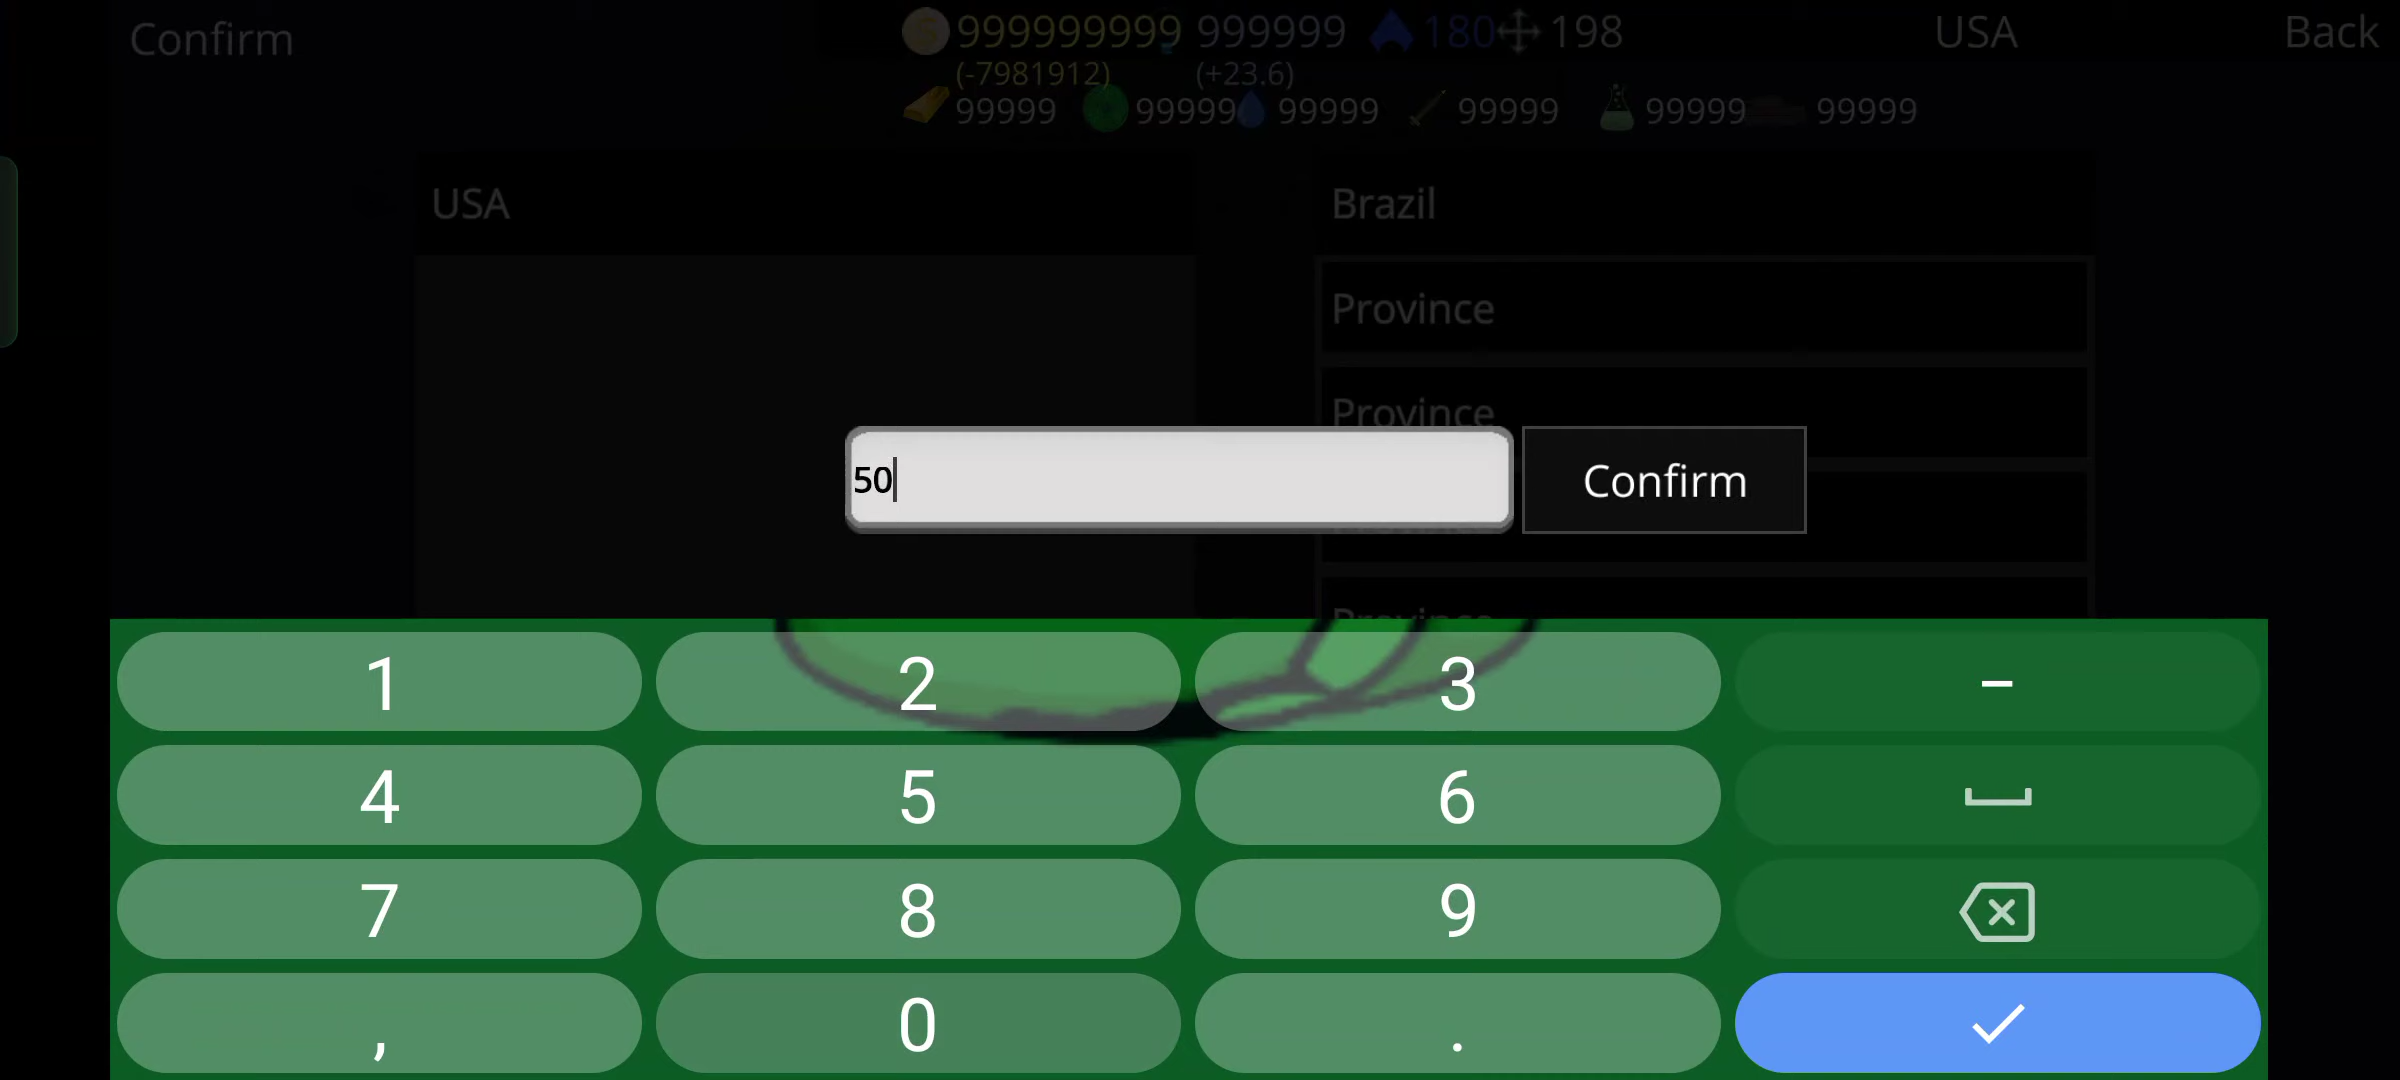 Confirm
999999999 999999 180 198 USA Back
(-7981912) (+23.6)
99999 99999 99999 99999 99999 99999
USA Brazil
Province
Province
50 Confirm
Province
1 2 3 -
4 5 6
7 8 9
, 0 .